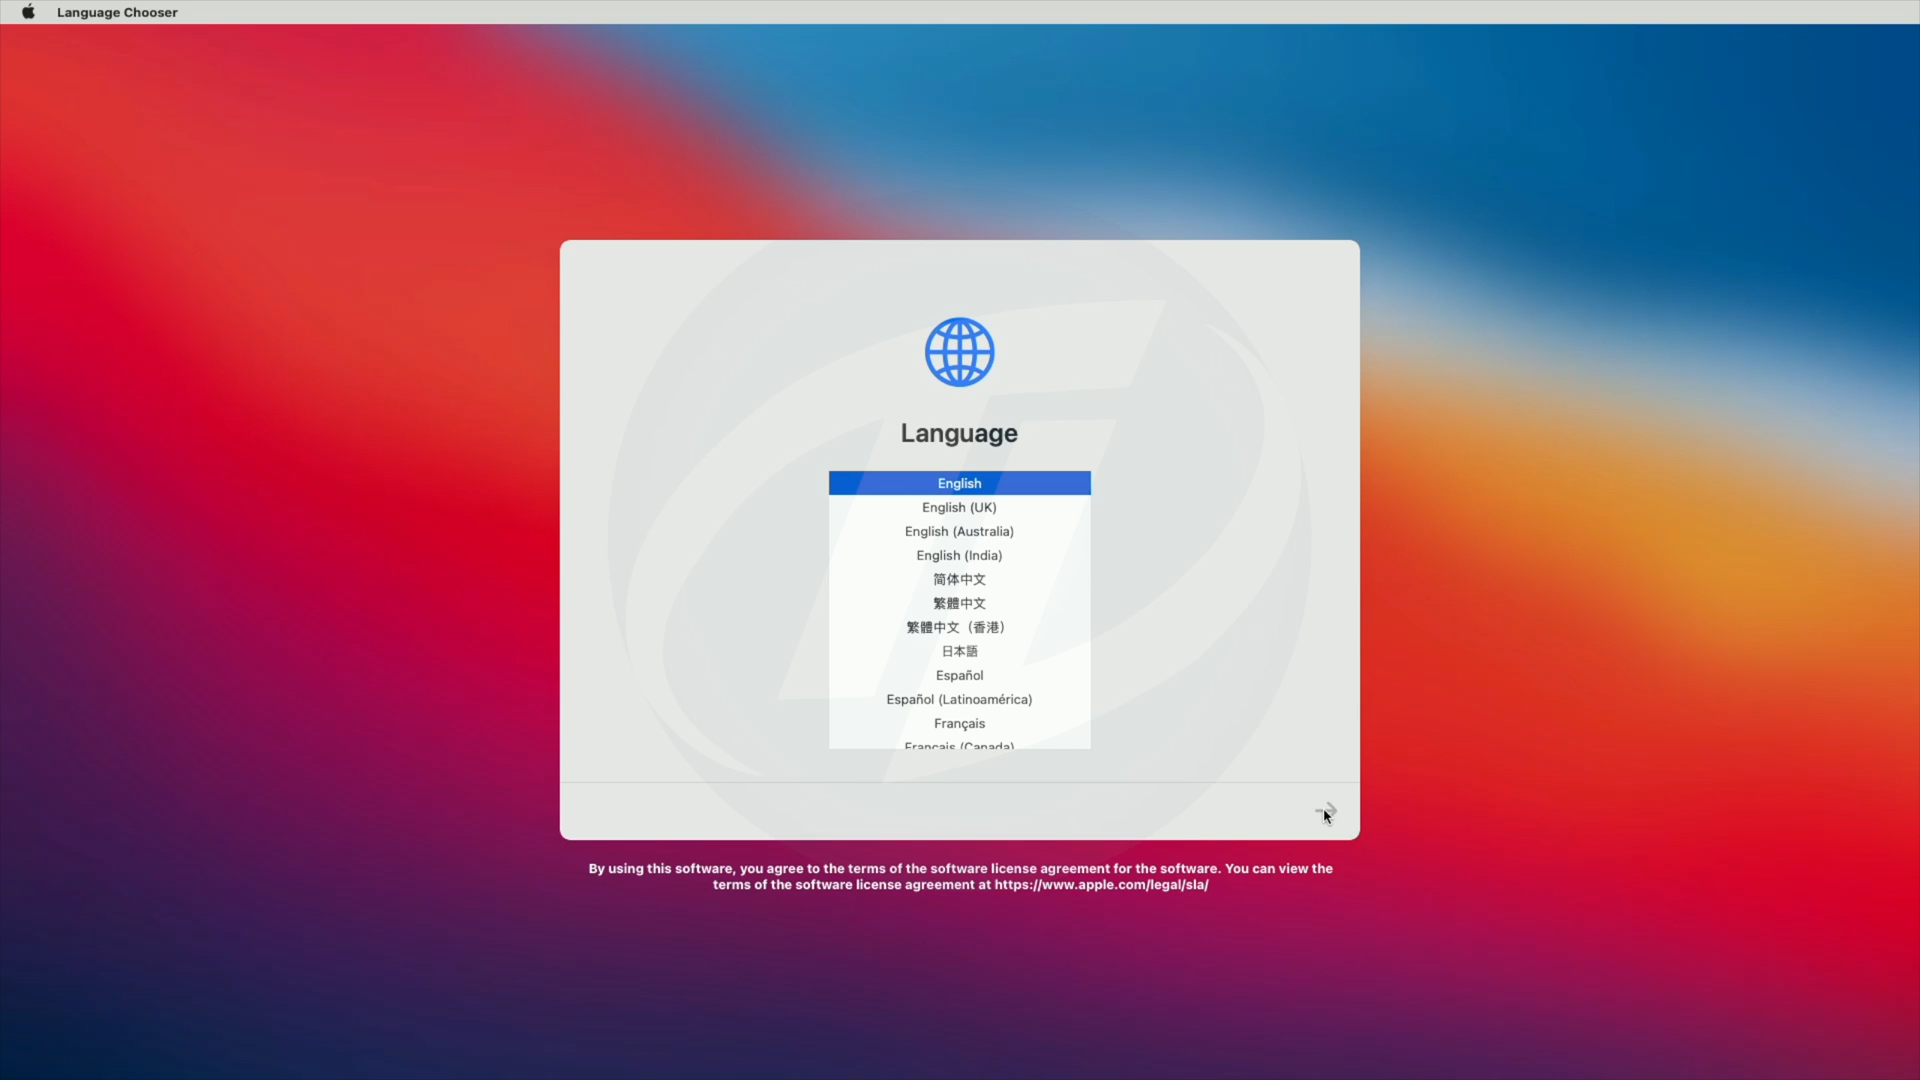 Language Chooser
Language
English
English (UK)
English (Australia)
English (India)
简体中文
繁體中文
繁體中文（香港）
日本語
Español
Español (Latinoamérica)
Français
Français (Canada)
By using this software, you agree to the terms of the software license agreement for the software. You can view the
terms of the software license agreement at https://www.apple.com/legal/sla/